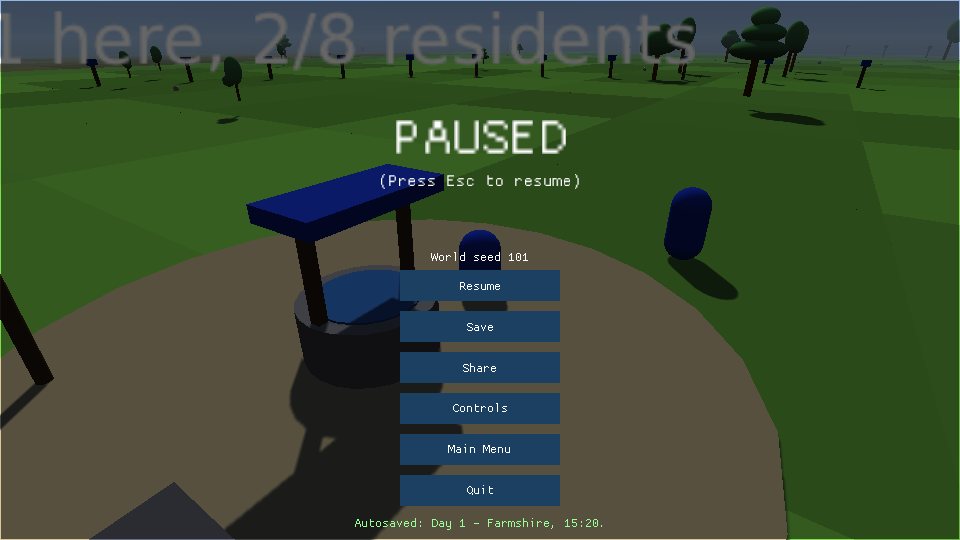 1 here, 2/8 residents
PAUSED
(Press Esc to resume)
World seed 101
Resume
Save
Share
Controls
Main Menu
Quit
Autosaved: Day 1 - Farmshire, 15:20.